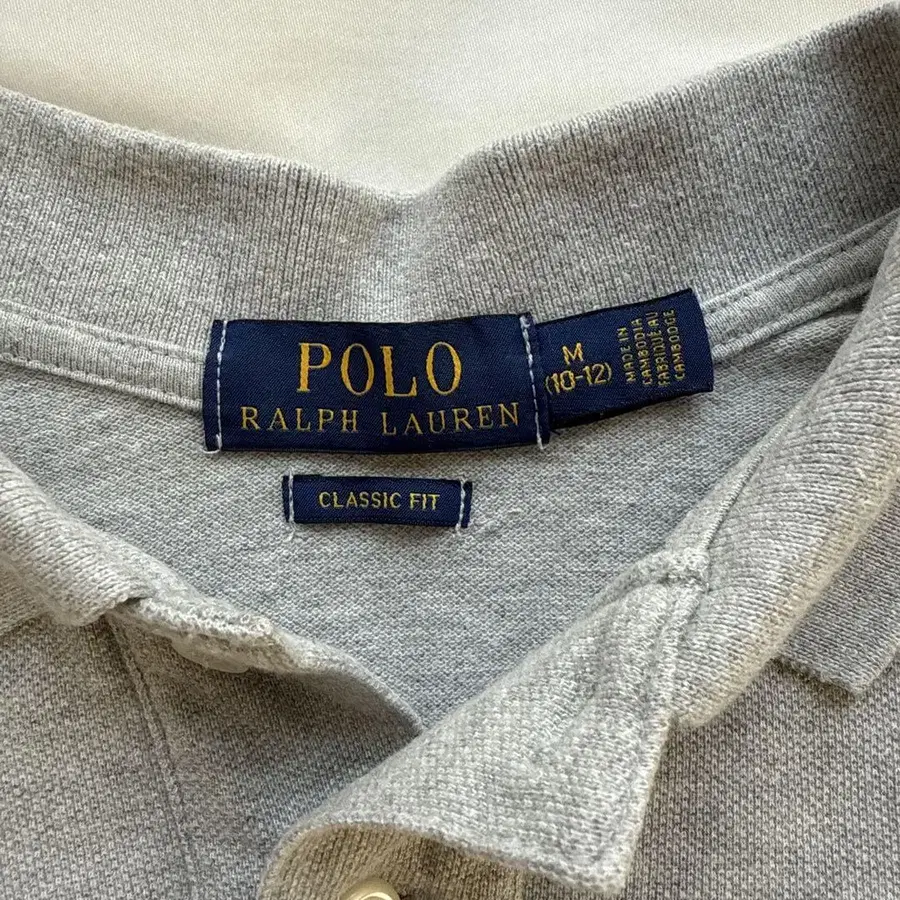 POLO
RALPH LAUREN
M
(10-12)
MADE IN
CAMBODIA
FABRIQUÉ AU
CAMBODGE
CLASSIC FIT